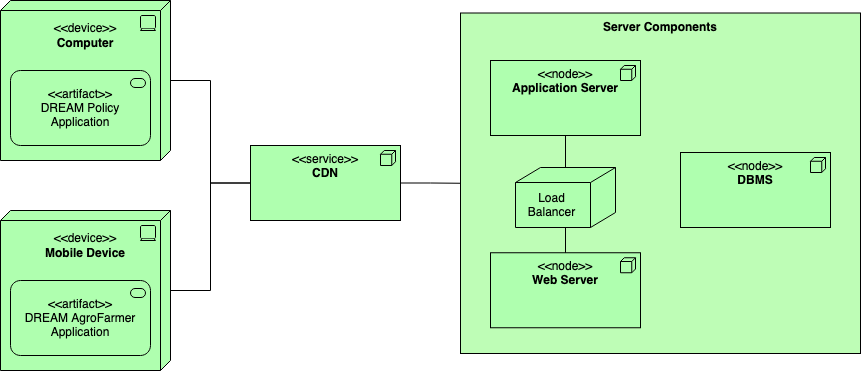 <<device>>
Computer
<<artifact>>
DREAM Policy
Application
<<device>>
Mobile Device
<<artifact>>
DREAM AgroFarmer
Application
<<service>>
CDN
Server Components
<<node>>
Application Server
Load
Balancer
<<node>>
Web Server
<<node>>
DBMS